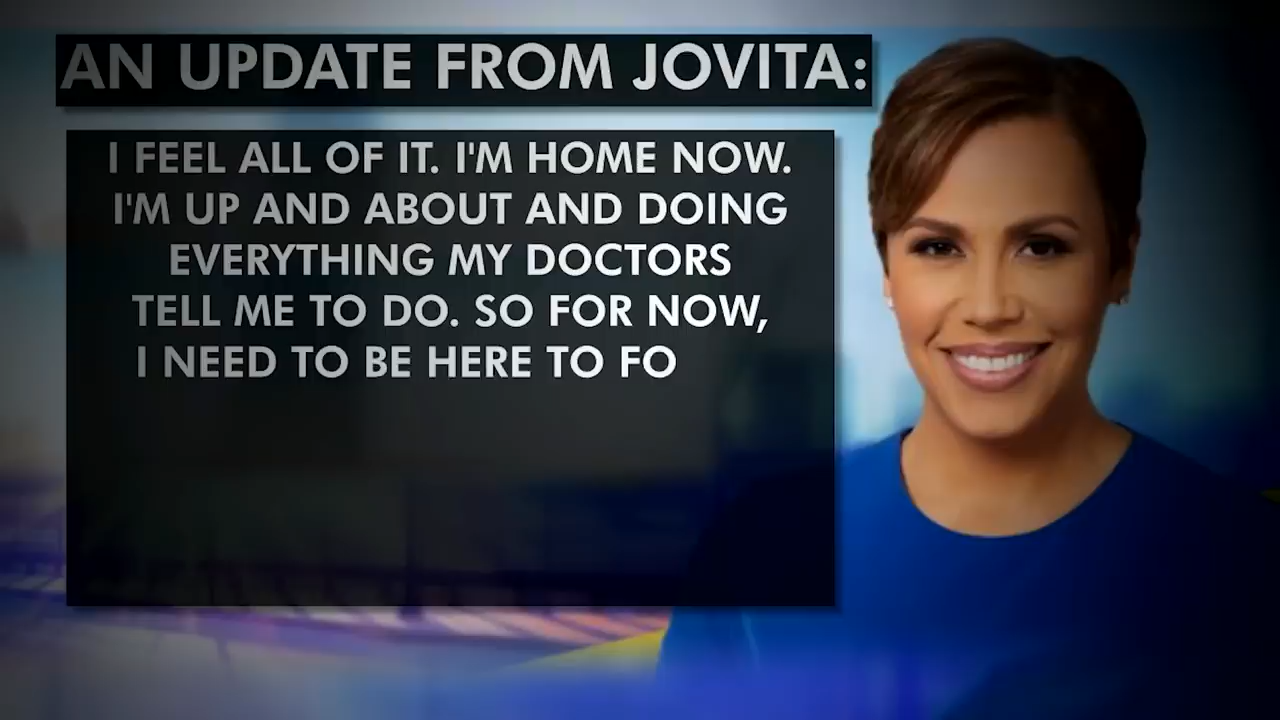 AN UPDATE FROM JOVITA:
I FEEL ALL OF IT. I'M HOME NOW.
I'M UP AND ABOUT AND DOING
EVERYTHING MY DOCTORS
TELL ME TO DO. SO FOR NOW,
I NEED TO BE HERE TO FO